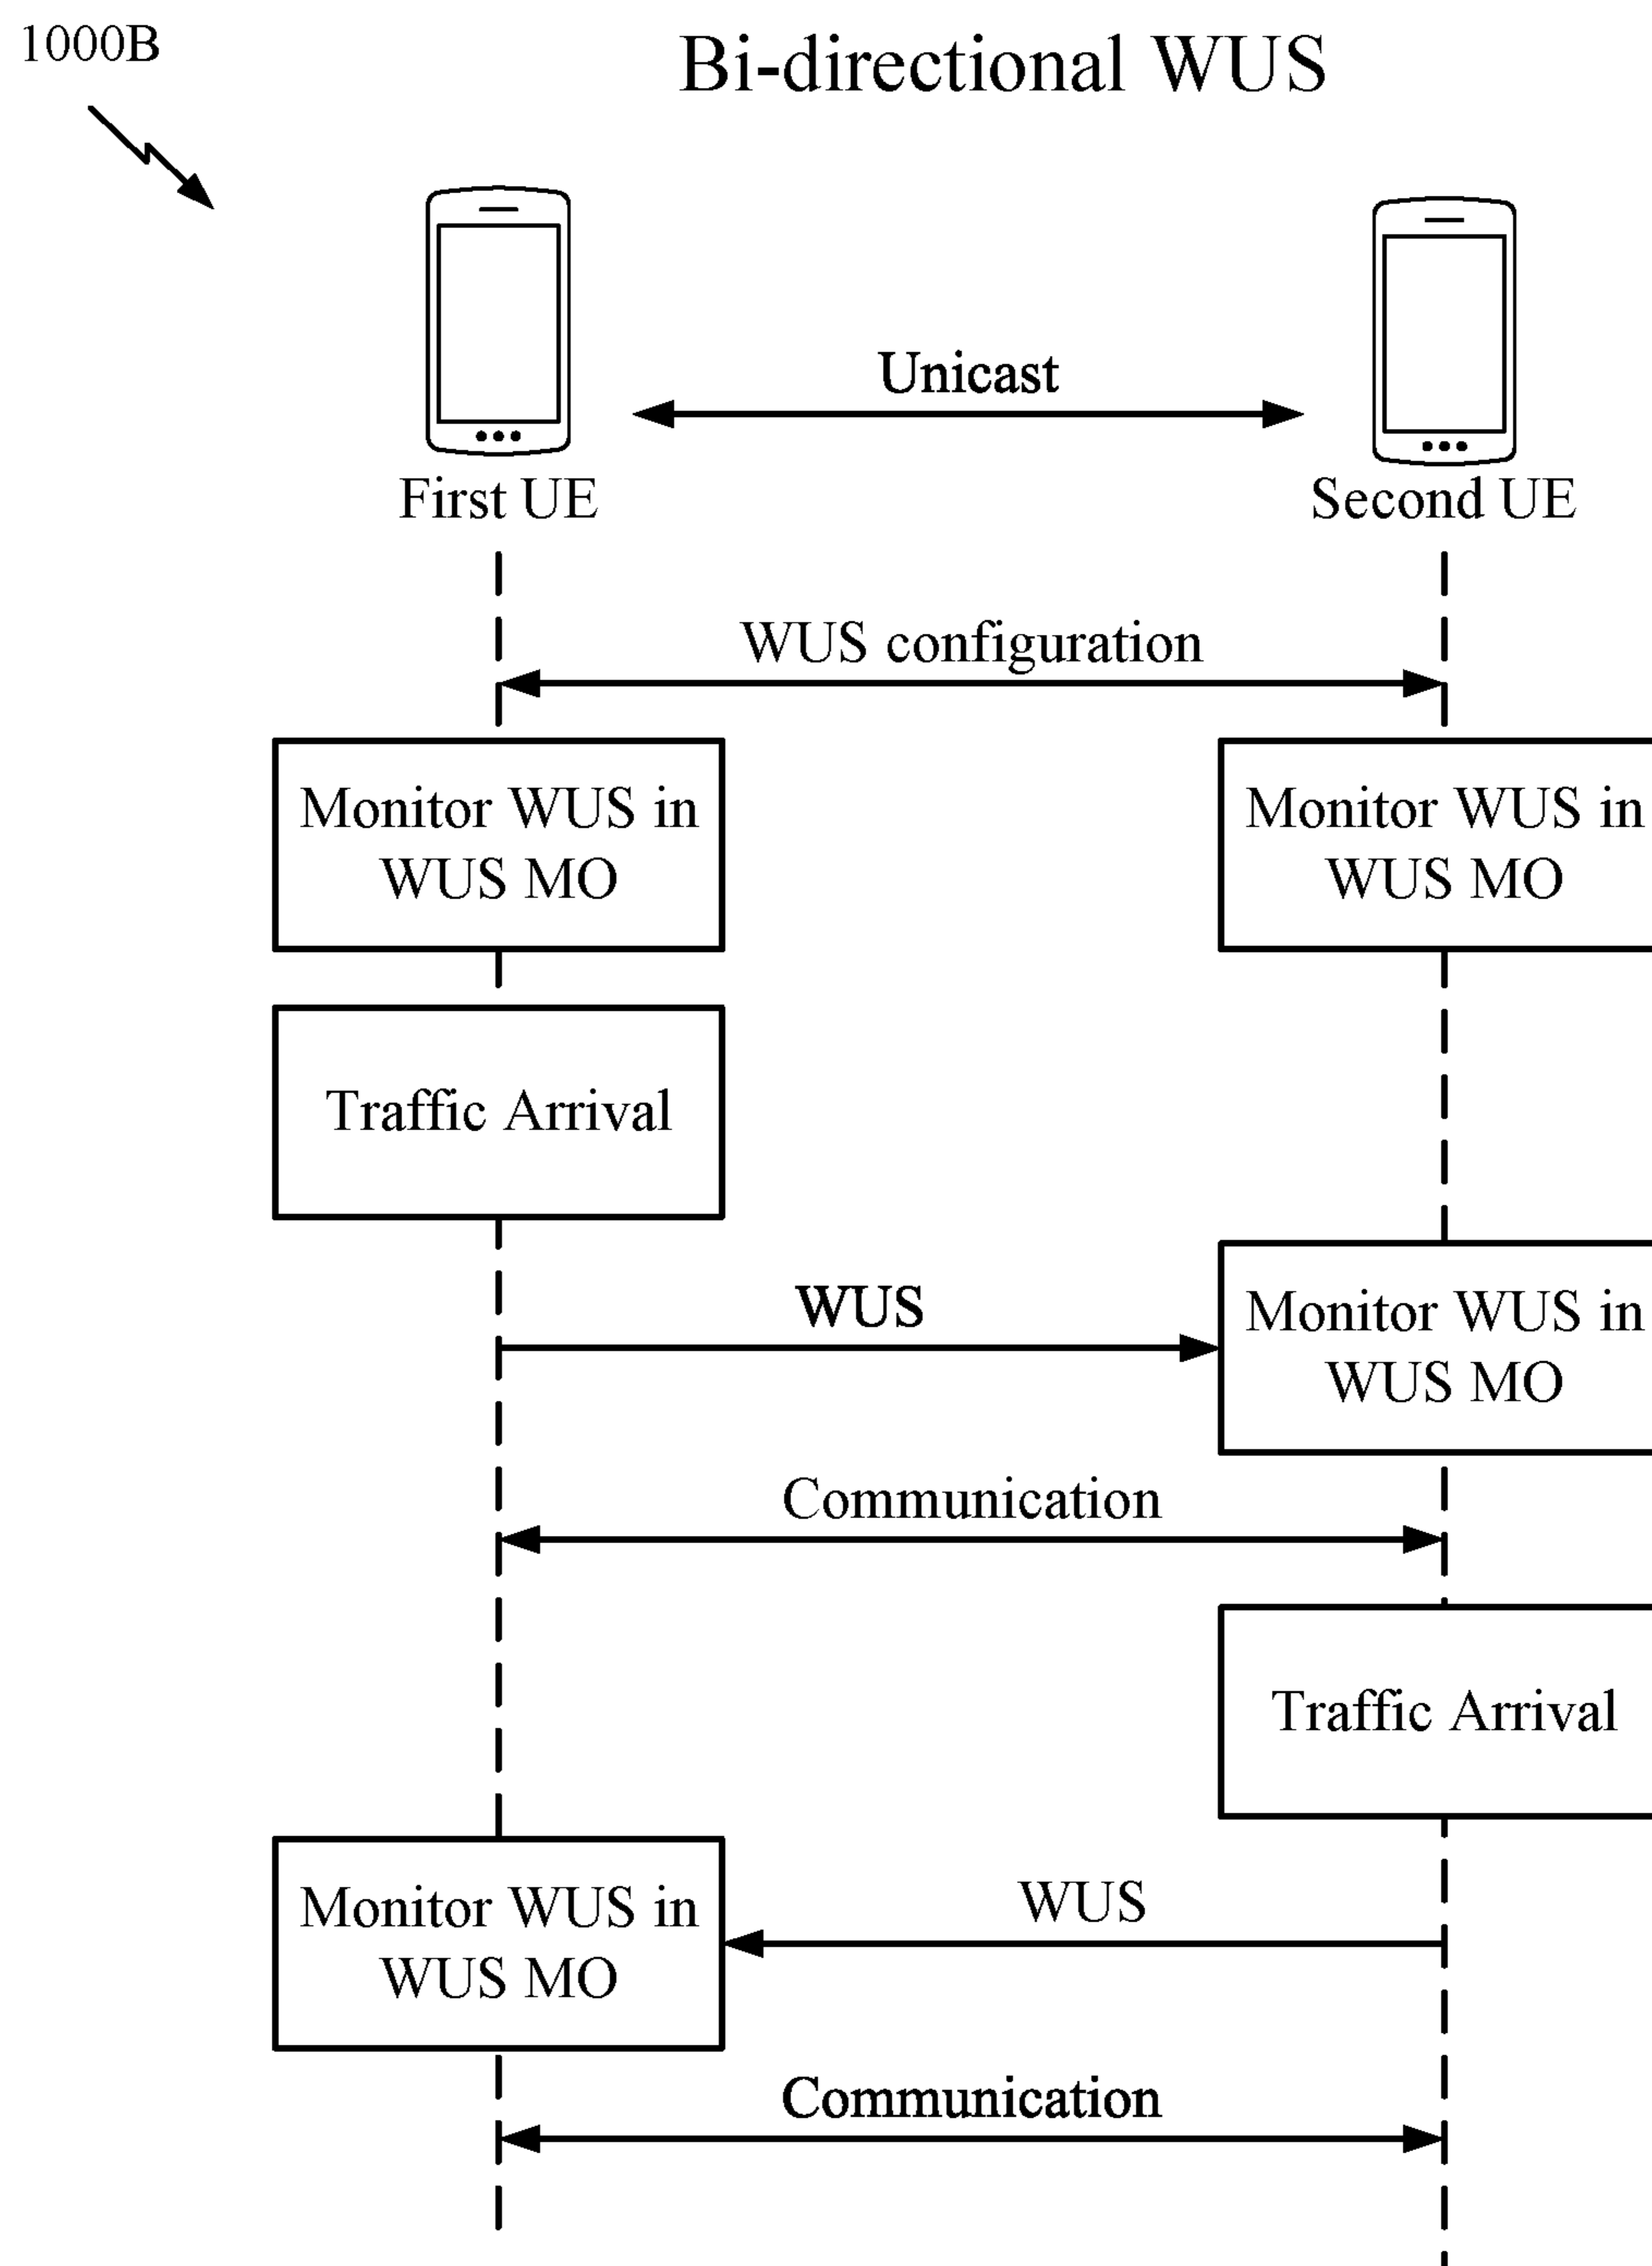 1000B
Bi-directional WUS
Unicast
First UE
Second UE
WUS configuration
Monitor WUS in
WUS MO
Monitor WUS in
WUS MO
Traffic Arrival
WUS
Monitor WUS in
WUS MO
Communication
Traffic Arrival
Monitor WUS in
WUS MO
WUS
Communication